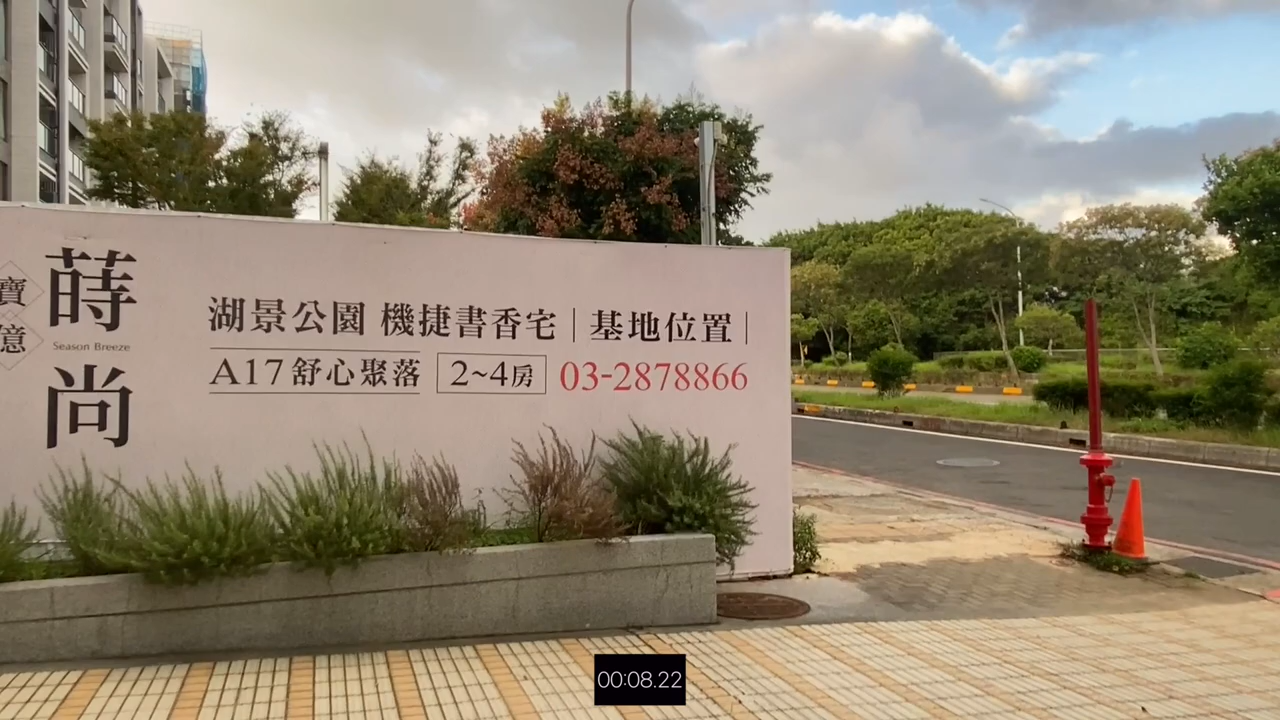 寶
億
蒔
Season Breeze
尚
湖景公園 機捷書香宅｜基地位置｜
A17舒心聚落 2~4房 03-2878866
00:08.22